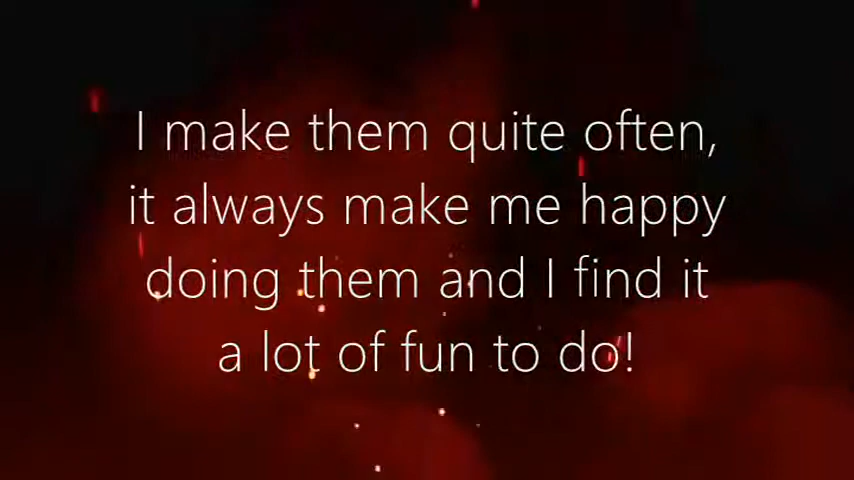 I make them quite often,
it always make me happy
doing them and I find it
a lot of fun to do!